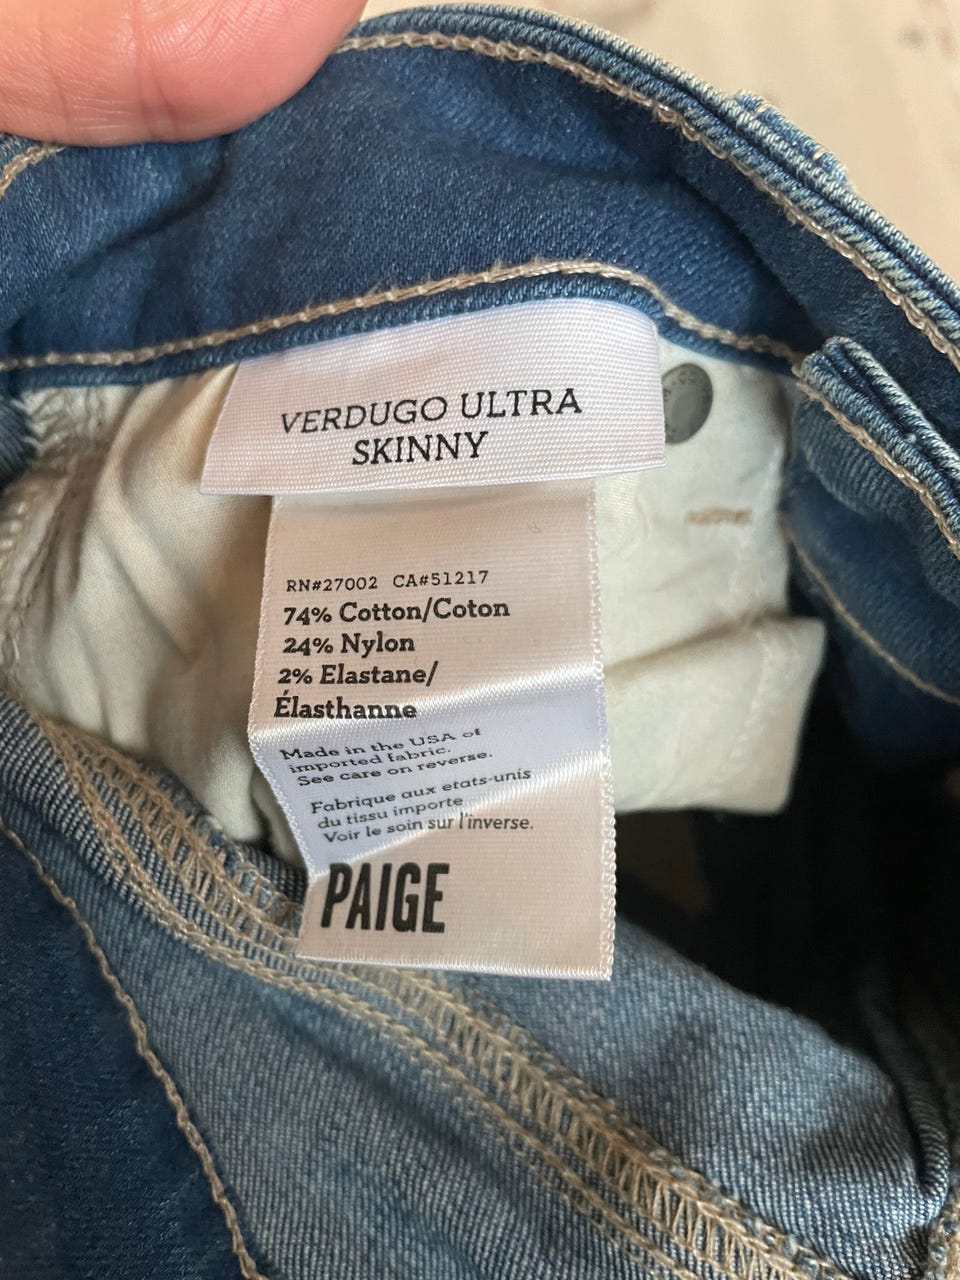 VERDUGO ULTRA
SKINNY
RN#27002 CA#51217
74% Cotton/Coton
24% Nylon
2% Elastane/
Élasthanne
Made in the USA of
imported fabric.
See care on reverse.
Fabrique aux etats-unis
du tissu importe
Voir le soin sur l'inverse.
PAIGE